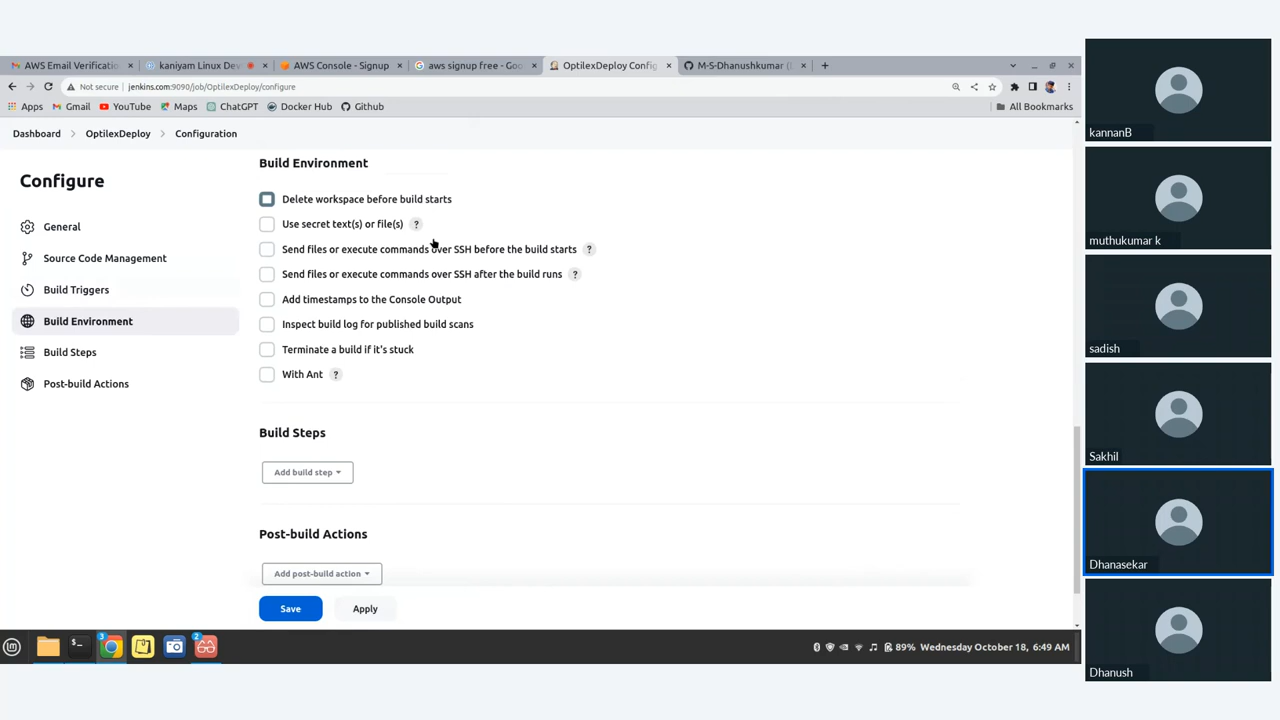 AWS Email Verificatio
kaniyam Linux Dev
AWS Console - Signup
aws signup free - Goo
OptilexDeploy Config
M-S-Dhanushkumar (
Not secure
jenkins.com:9090/job/OptilexDeploy/configure
Apps
Gmail
YouTube
Maps
ChatGPT
Docker Hub
Github
All Bookmarks
Dashboard
OptilexDeploy
Configuration
Configure
General
Source Code Management
Build Triggers
Build Environment
Build Steps
Post-build Actions
Build Environment
Delete workspace before build starts
Use secret text(s) or file(s) ?
Send files or execute commands over SSH before the build starts ?
Send files or execute commands over SSH after the build runs ?
Add timestamps to the Console Output
Inspect build log for published build scans
Terminate a build if it's stuck
With Ant ?
Build Steps
Add build step
Post-build Actions
Add post-build action
Save
Apply
3
2
89% Wednesday October 18, 6:49 AM
kannanB
muthukumar k
sadish
Sakhil
Dhanasekar
Dhanush